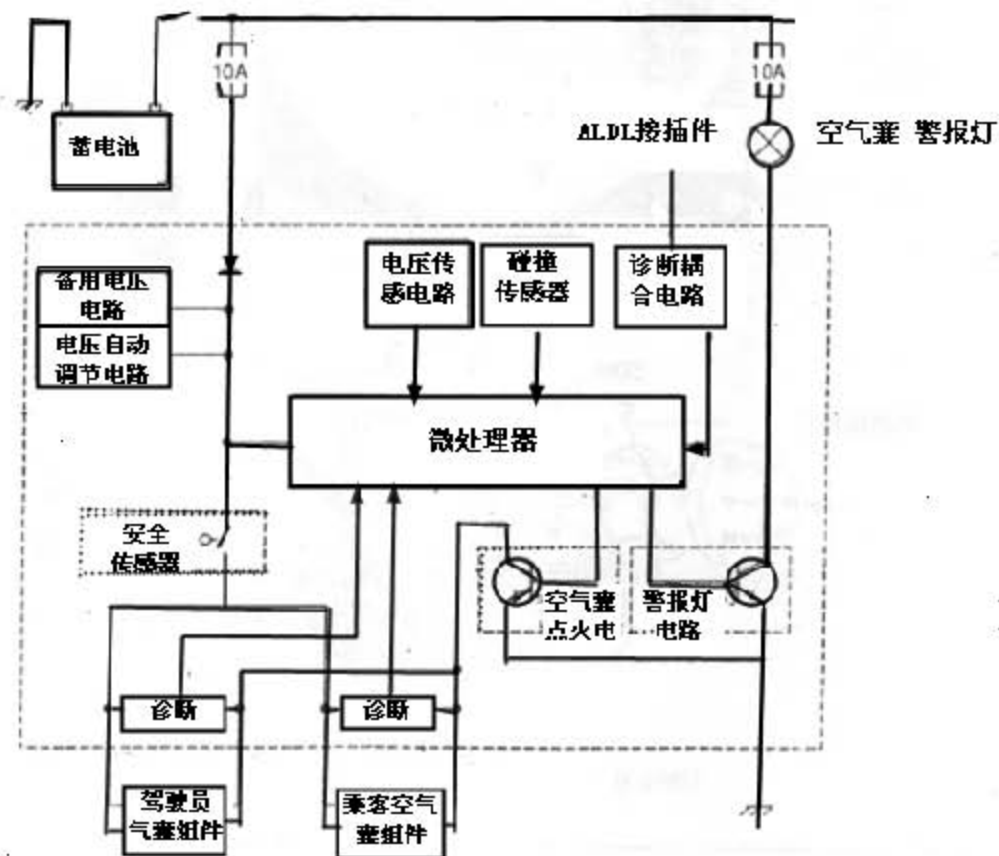 10A
10A
蓄电池
ALDL接插件
空气囊 警报灯
备用电压
电路
电压自动
调节电路
电压传
感电路
碰撞
传感器
诊断耦
合电路
微处理器
安全
传感器
空气囊
点火电
警报灯
电路
诊断
诊断
驾驶员
气囊组件
乘客空气
囊组件